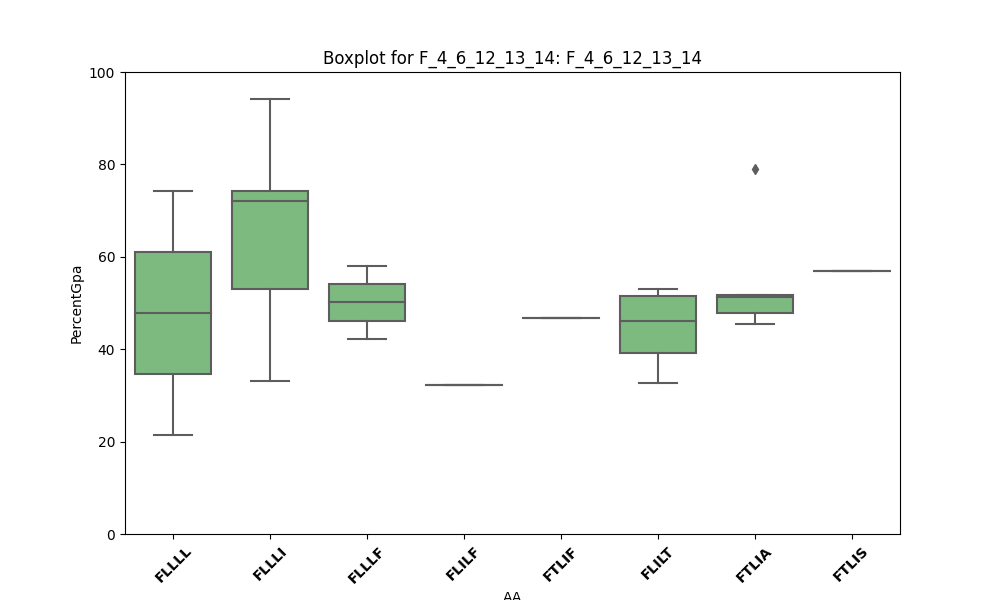 Boxplot for F_4_6_12_13_14: F_4_6_12_13_14
100
80
60
40
20
0
PercentGpa
FLLLL
FLLLI
FLLLF
FLILF
FTLIF
FLILT
FTLIA
FTLIS
AA